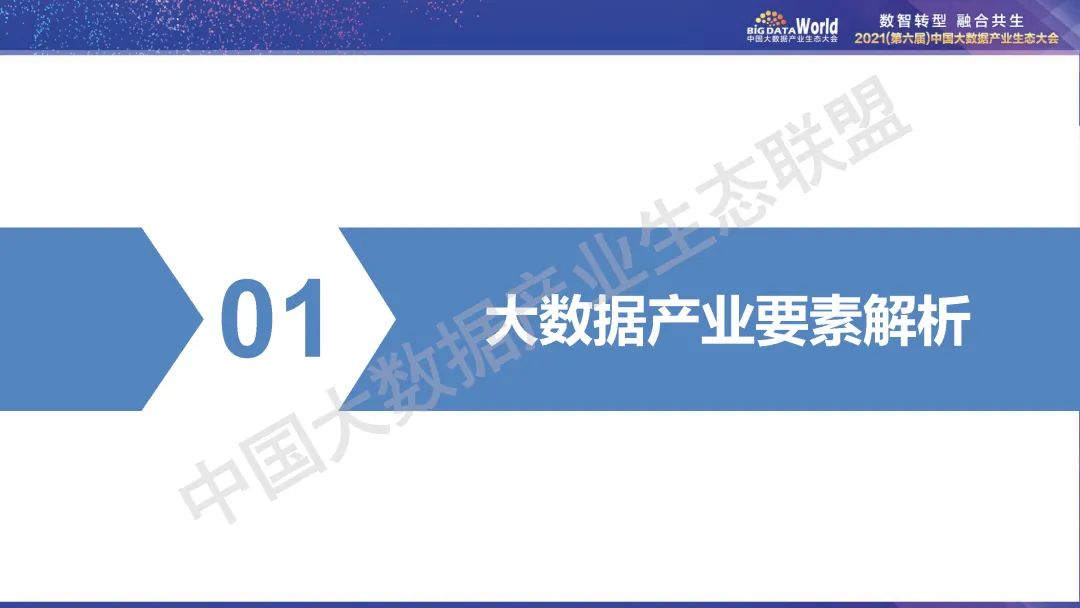 BIG DATA World
中国大数据产业生态大会
数智转型 融合共生
2021(第六届)中国大数据产业生态大会
01
大数据产业要素解析
中国大数据产业生态联盟